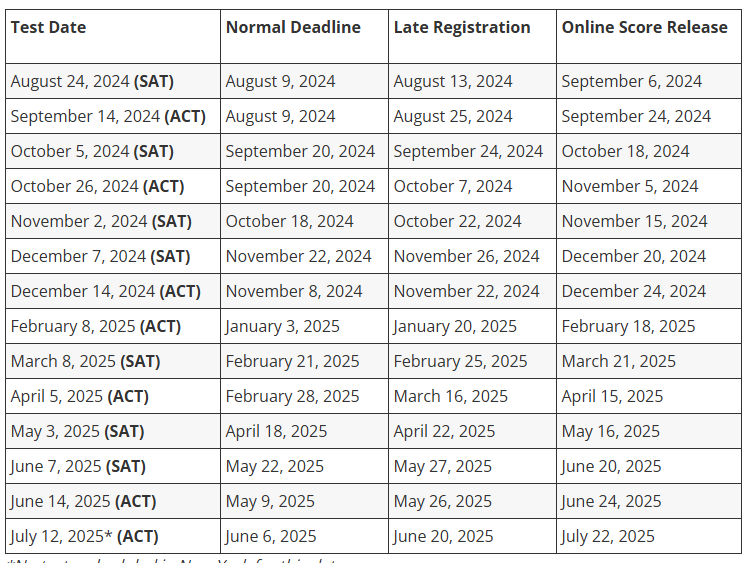 Test Date Normal Deadline Late Registration Online Score Release
August 24, 2024 (SAT) August 9, 2024 August 13, 2024 September 6, 2024
September 14, 2024 (ACT) August 9, 2024 August 25, 2024 September 24, 2024
October 5, 2024 (SAT) September 20, 2024 September 24, 2024 October 18, 2024
October 26, 2024 (ACT) September 20, 2024 October 7, 2024 November 5, 2024
November 2, 2024 (SAT) October 18, 2024 October 22, 2024 November 15, 2024
December 7, 2024 (SAT) November 22, 2024 November 26, 2024 December 20, 2024
December 14, 2024 (ACT) November 8, 2024 November 22, 2024 December 24, 2024
February 8, 2025 (ACT) January 3, 2025 January 20, 2025 February 18, 2025
March 8, 2025 (SAT) February 21, 2025 February 25, 2025 March 21, 2025
April 5, 2025 (ACT) February 28, 2025 March 16, 2025 April 15, 2025
May 3, 2025 (SAT) April 18, 2025 April 22, 2025 May 16, 2025
June 7, 2025 (SAT) May 22, 2025 May 27, 2025 June 20, 2025
June 14, 2025 (ACT) May 9, 2025 May 26, 2025 June 24, 2025
July 12, 2025* (ACT) June 6, 2025 June 20, 2025 July 22, 2025